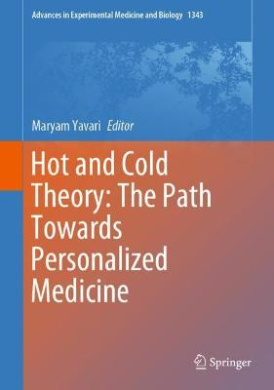 Advances in Experimental Medicine and Biology 1343
Maryam Yavari Editor
Hot and Cold
Theory: The Path
Towards
Personalized
Medicine
Springer